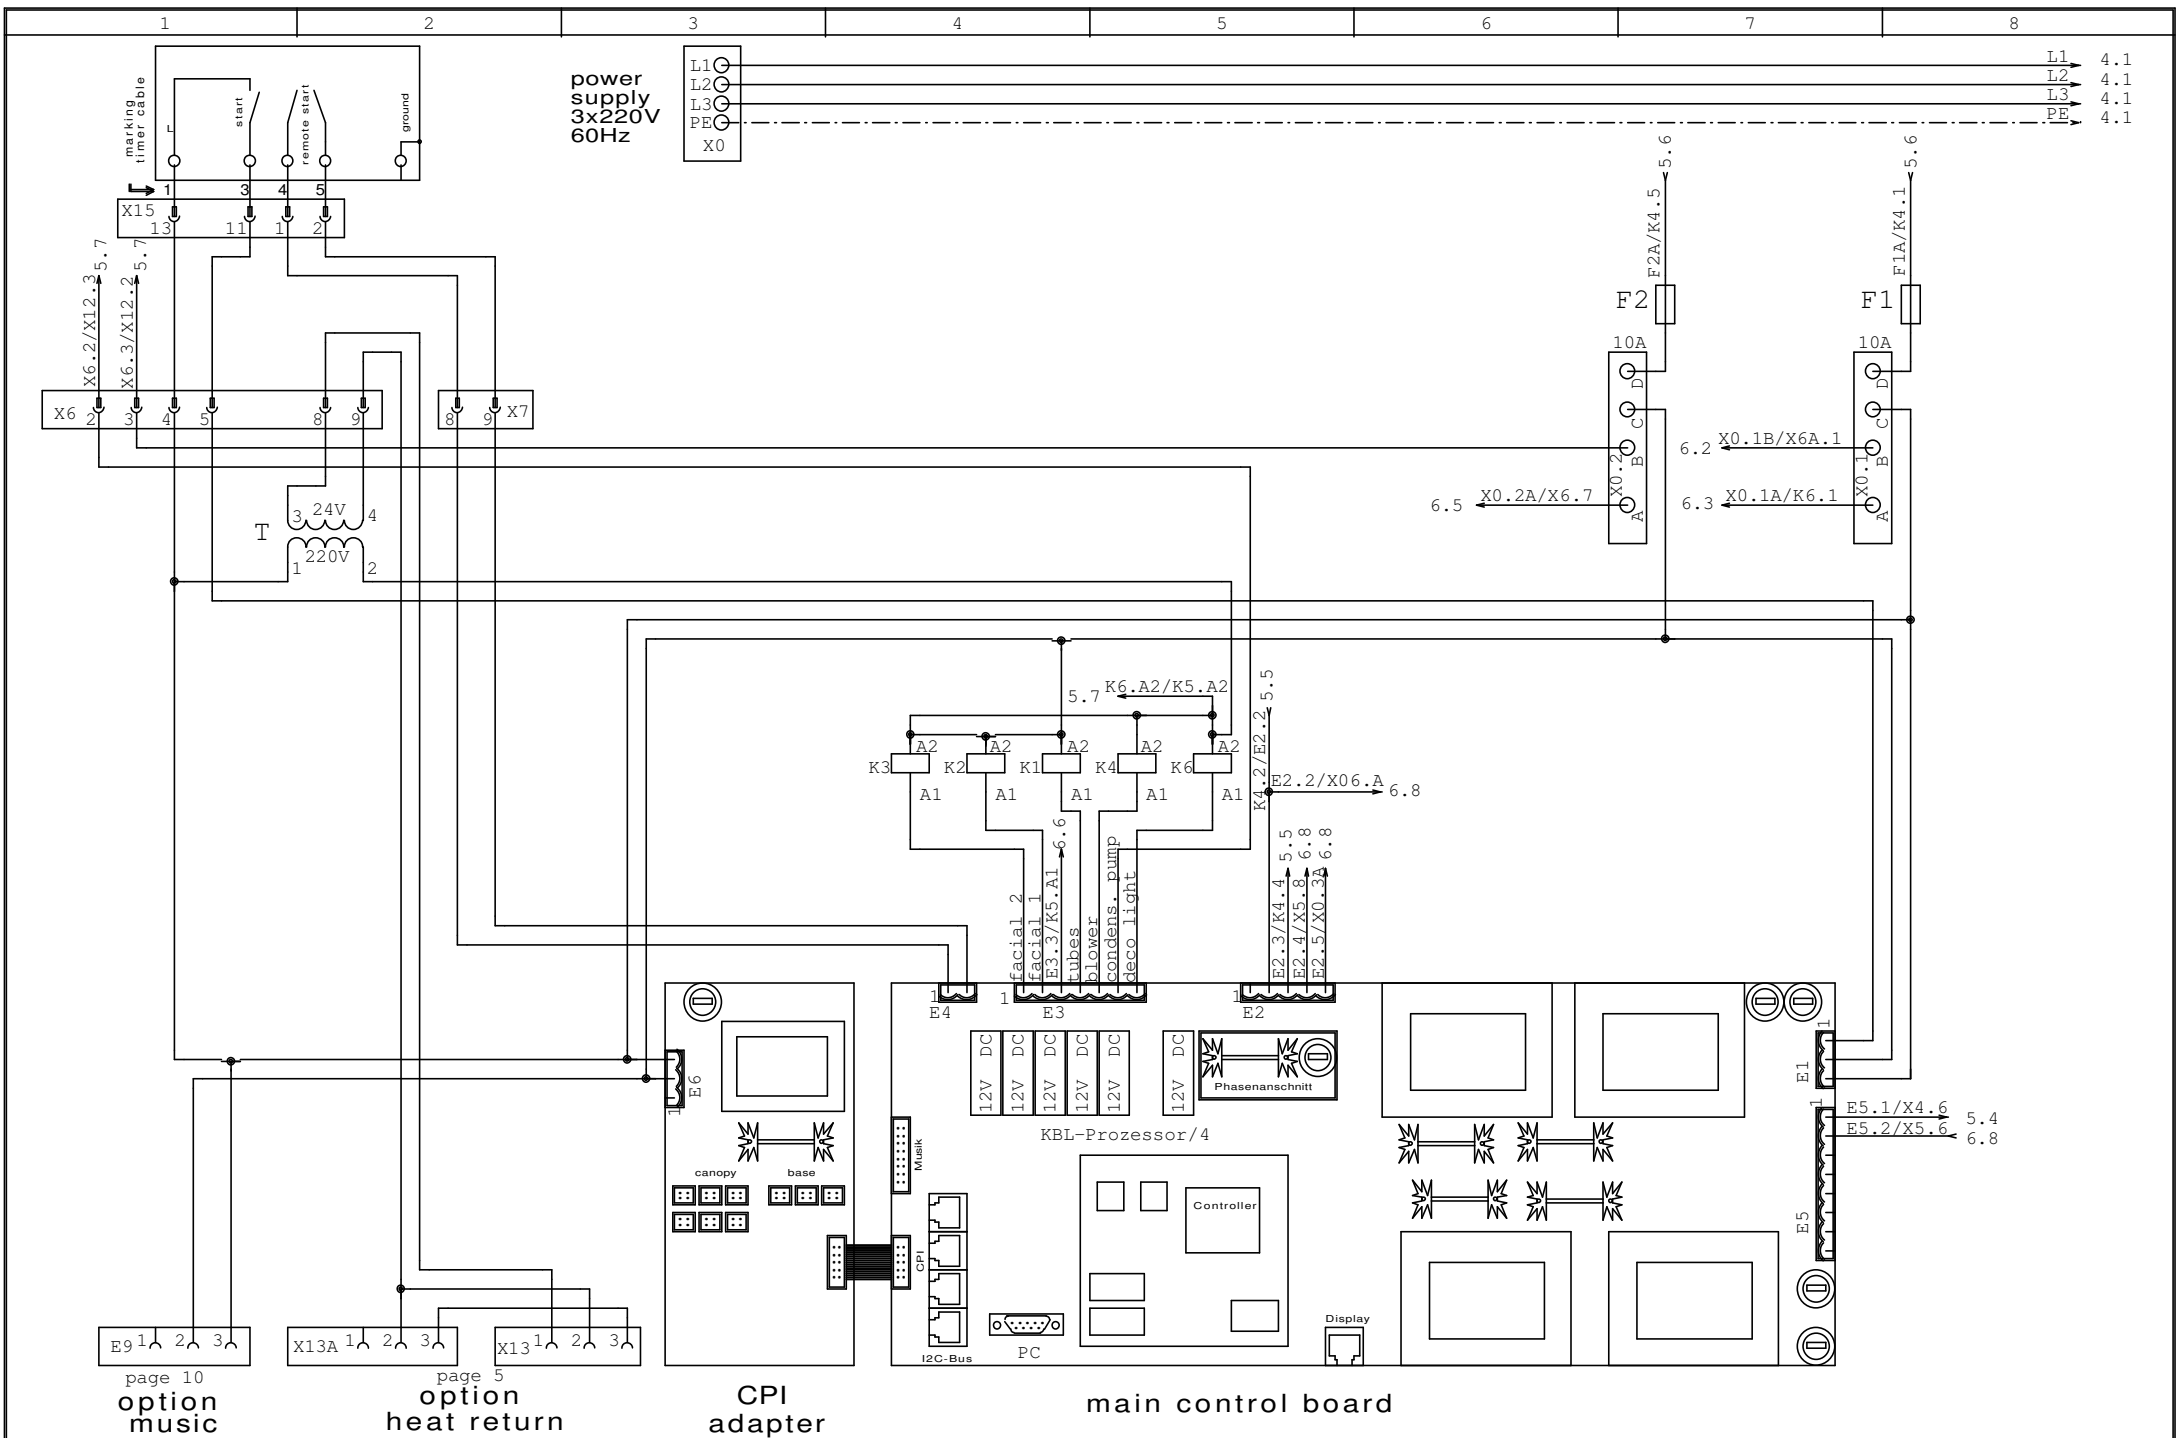 1 2 3 4 5 6 7 8
marking
timer cable
L
start
remote start
ground
1 3 4 5
X15
13 11 1 2
power
supply
3x220V
60Hz
L1
L2
L3
PE
X0
L1 4.1
L2 4.1
L3 4.1
PE 4.1
5.6
F2A/K4.5
F2
10A
D
C
B
A
X0.2
5.6
F1A/K4.1
F1
10A
D
C
B
A
X0.1
6.2 X0.1B/X6A.1
6.3 X0.1A/K6.1
6.5 X0.2A/X6.7
X6.2/X12.3 5.7
X6.3/X12.2 5.7
X6 2 3 4 5 8 9
8 9 X7
T
3 24V 4
220V
1 2
5.7 K6.A2/K5.A2
K3 A2 A1
K2 A2 A1
K1 A2 A1
K4 A2 A1
K6 A2 A1
K4.2/E2.2 5.5
E2.2/X06.A 6.8
facial 2
facial 1
E3.3/K5.A1 6.6
tubes
blower
condens. pump
deco light
E2.3/K4.4 5.5
E2.4/X5.8 6.8
E2.5/X0.3A 6.8
1
E4
1
E3
1
E2
12V DC
12V DC
12V DC
12V DC
12V DC
12V DC
Phasenanschnitt
KBL-Prozessor/4
E6
1
canopy base
Musik
CPI
I2C-Bus
PC
Controller
Display
1
E1
1
E5
E5.1/X4.6 5.4
E5.2/X5.6 6.8
E9 1 2 3
X13A 1 2 3
X13 1 2 3
page 10
option
music
page 5
option
heat return
CPI
adapter
main control board